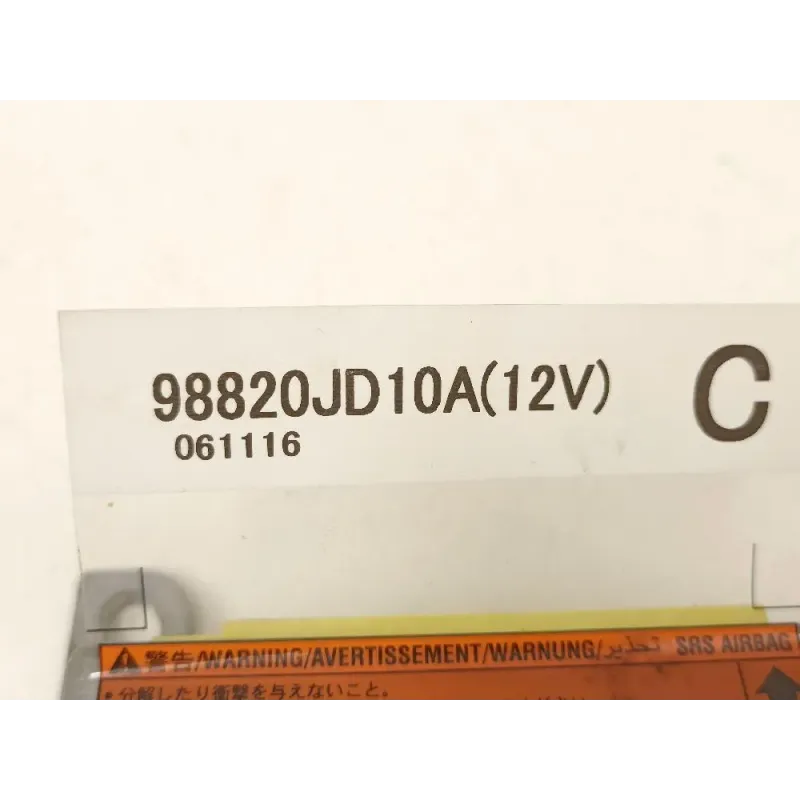 98820JD10A(12V) C
061116
警告/WARNING/AVERTISSEMENT/WARNUNG/تحذير SRS AIRBAG
• 分解したり衝撃を与えないこと。